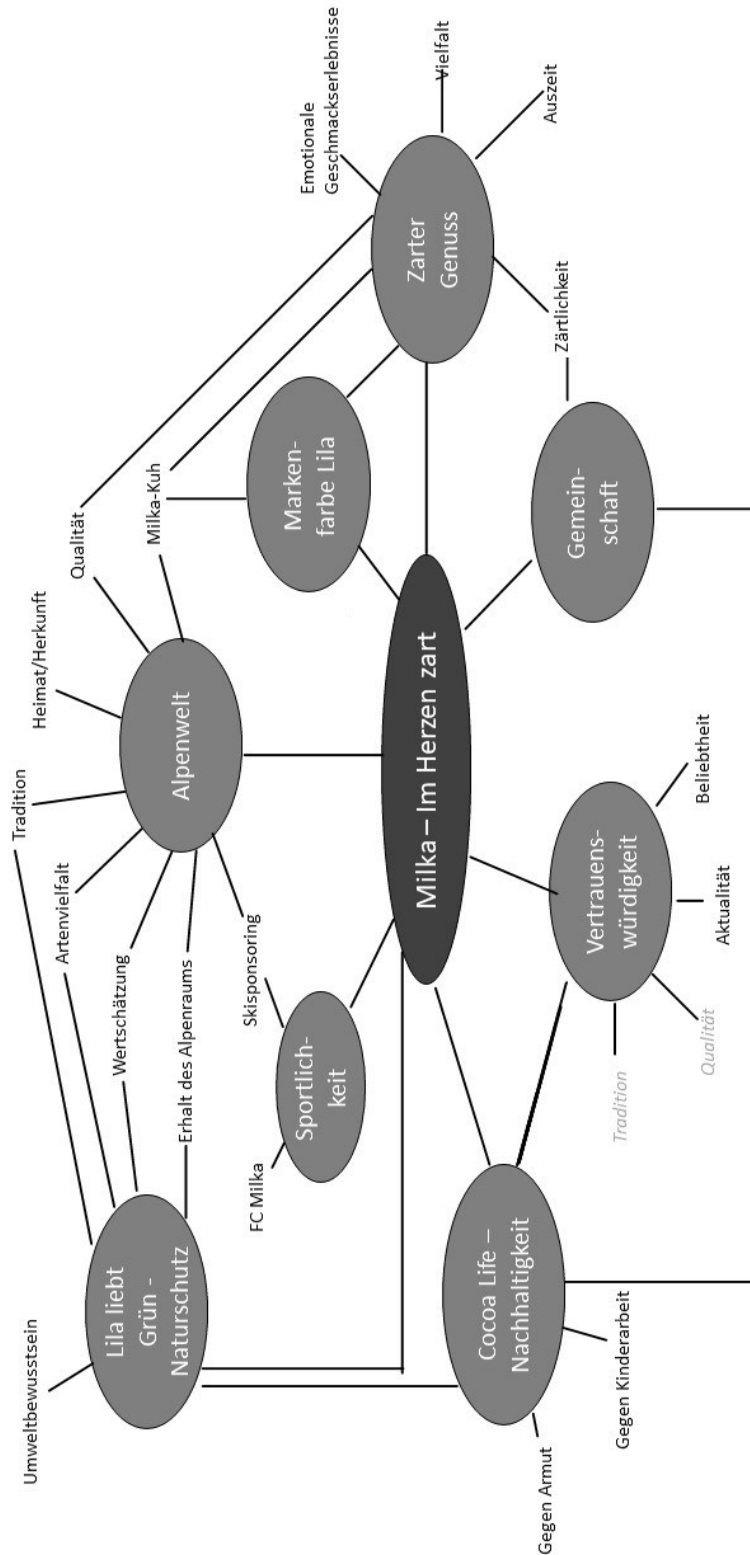 Umweltbewusstsein
Lila liebt
Grün -
Naturschutz
Tradition
Artenvielfalt
Wertschätzung
Erhalt des Alpenraums
Heimat/Herkunft
Qualität
Milka-Kuh
Alpenwelt
Skisponsoring
FC Milka
Sportlich-
keit
Marken-
farbe Lila
Emotionale
Geschmackserlebnisse
Vielfalt
Auszeit
Zarter
Genuss
Zärtlichkeit
Milka – Im Herzen zart
Gemein-
schaft
Cocoa Life –
Nachhaltigkeit
Gegen Armut
Gegen Kinderarbeit
Vertrauens-
würdigkeit
Tradition
Qualität
Aktualität
Beliebtheit